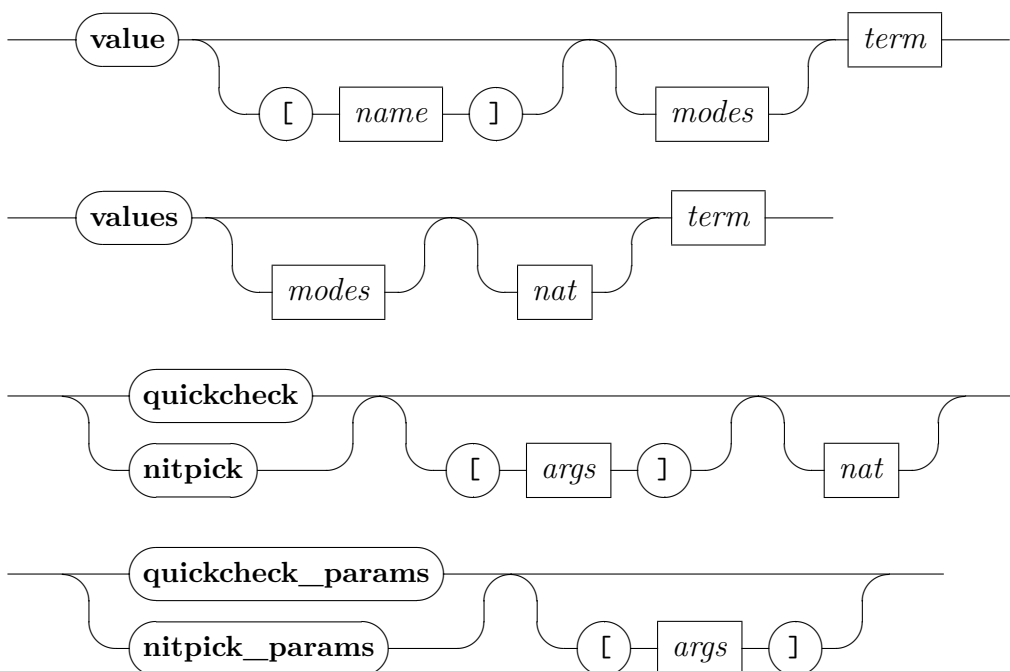 value term
[ name ] modes
values term
modes nat
quickcheck
nitpick [ args ] nat
quickcheck_params
nitpick_params [ args ]